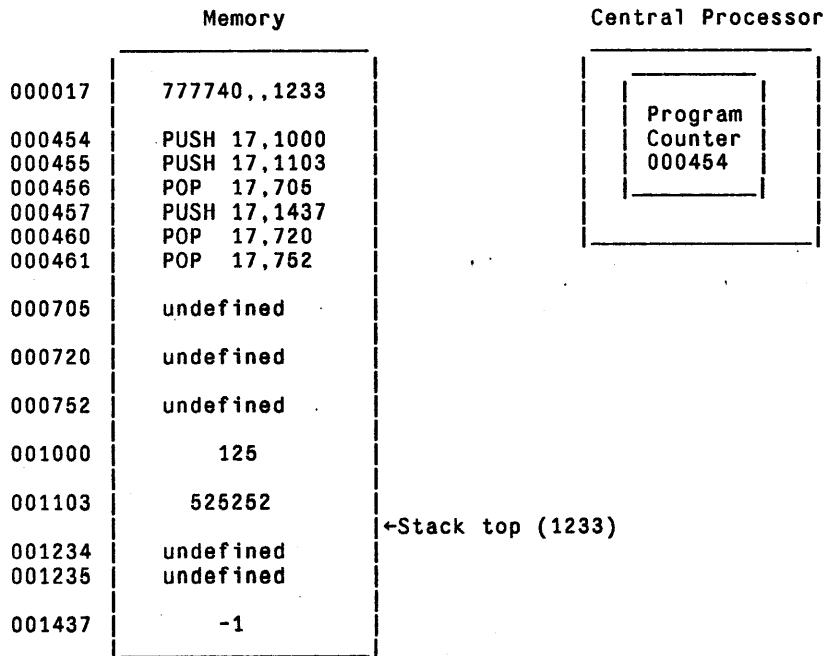 Memory Central Processor
000017 777740,,1233
Program
000454 PUSH 17,1000 Counter
000455 PUSH 17,1103 000454
000456 POP 17,705
000457 PUSH 17,1437
000460 POP 17,720
000461 POP 17,752
000705 undefined
000720 undefined
000752 undefined
001000 125
001103 525252
←Stack top (1233)
001234 undefined
001235 undefined
001437 -1